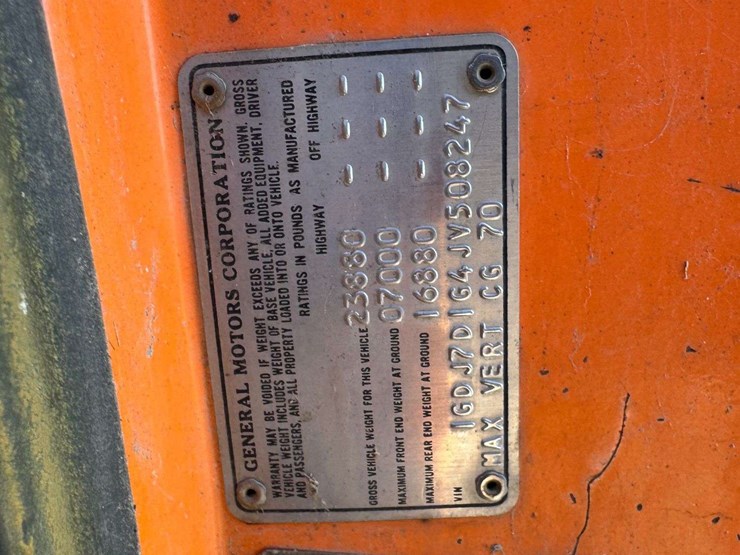 GENERAL MOTORS CORPORATION
WARRANTY MAY BE VOIDED IF WEIGHT EXCEEDS ANY OF RATINGS SHOWN. GROSS
VEHICLE WEIGHT INCLUDES WEIGHT OF BASE VEHICLE, ALL ADDED EQUIPMENT, DRIVER
AND PASSENGERS, AND ALL PROPERTY LOADED INTO OR ONTO VEHICLE.
RATINGS IN POUNDS AS MANUFACTURED
HIGHWAY OFF HIGHWAY
GROSS VEHICLE WEIGHT FOR THIS VEHICLE 23880 - - -
MAXIMUM FRONT END WEIGHT AT GROUND 07000 - - -
MAXIMUM REAR END WEIGHT AT GROUND 16880 - - -
VIN 1GDJ7D1G4JV508247
MAX VERT CG 70